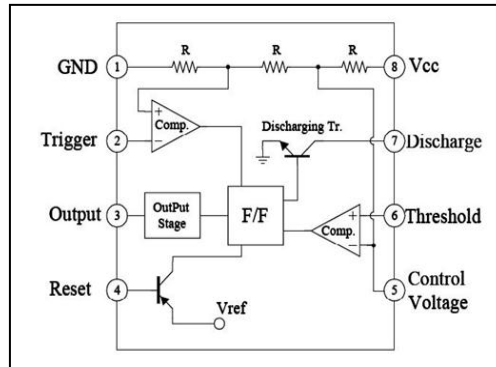 R R R
GND 1 8 Vcc
+
Comp.
−
Trigger 2
Discharging Tr.
7 Discharge
Output 3
OutPut
Stage
F/F
+
Comp.
−
6 Threshold
Reset 4
Vref
5 Control
Voltage